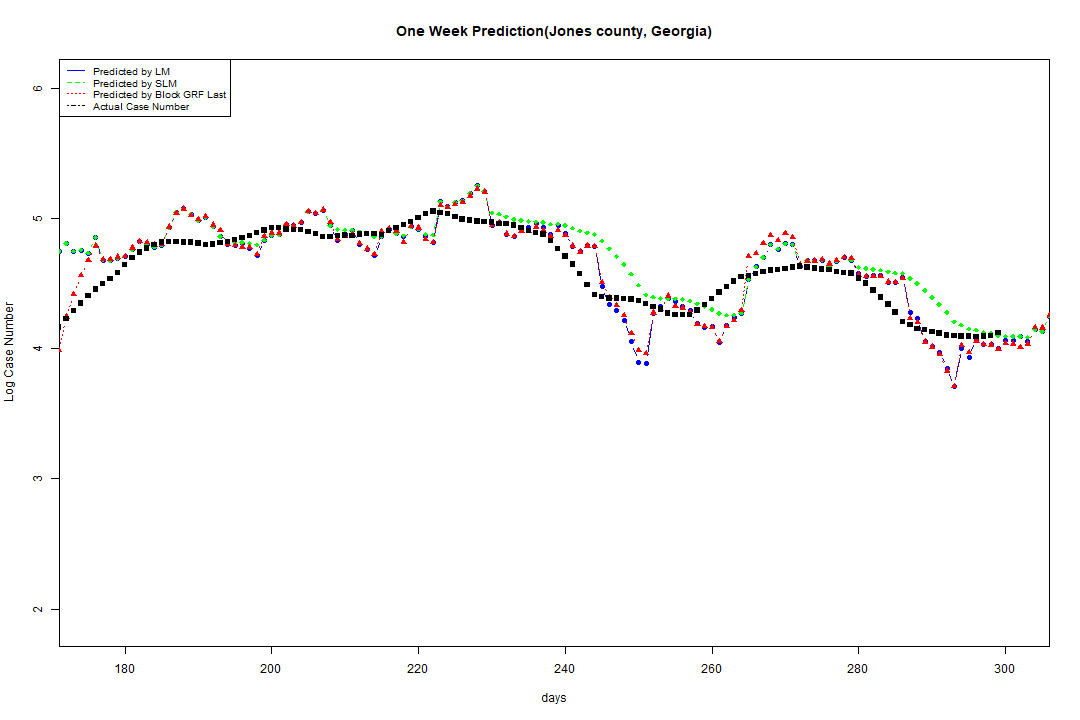 One Week Prediction(Jones county, Georgia)
Predicted by LM
Predicted by SLM
Predicted by Block GRF Last
Actual Case Number
6
5
4
3
2
Log Case Number
180
200
220
240
260
280
300
days